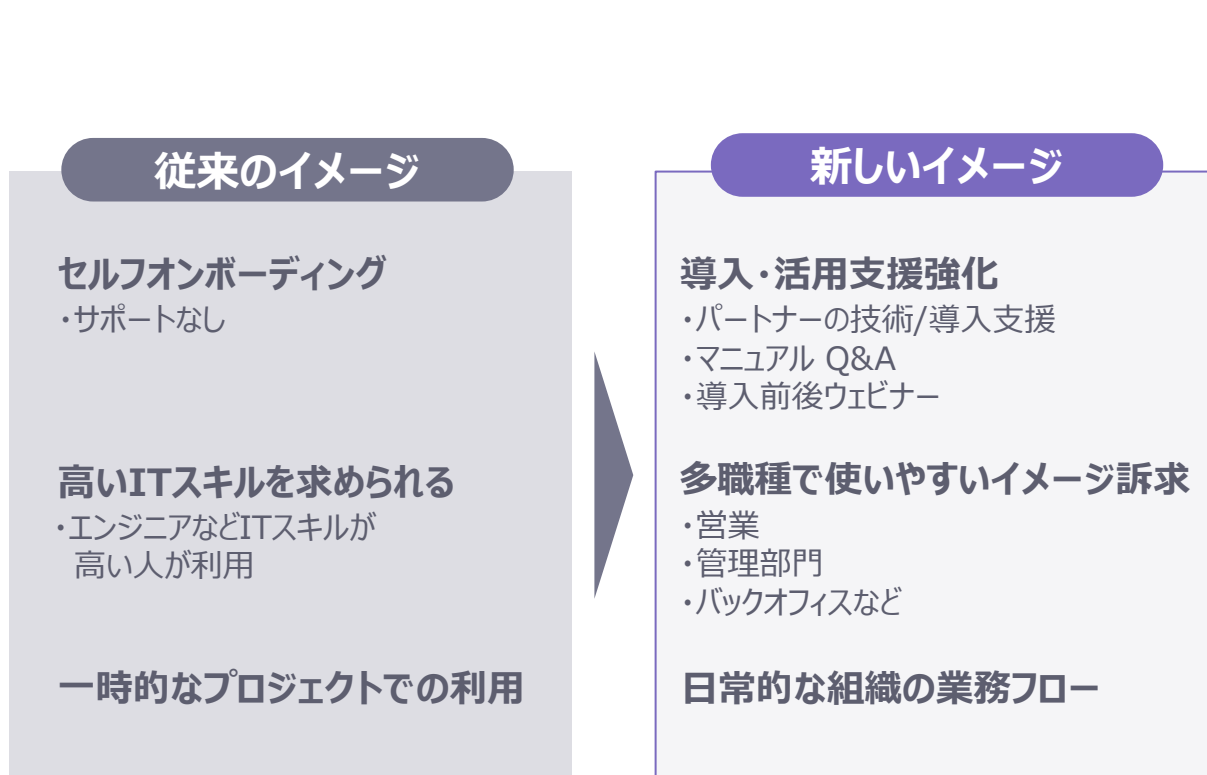 従来のイメージ
セルフオンボーディング
・サポートなし
高いITスキルを求められる
・エンジニアなどITスキルが
高い人が利用
一時的なプロジェクトでの利用
新しいイメージ
導入・活用支援強化
・パートナーの技術/導入支援
・マニュアル Q&A
・導入前後ウェビナー
多職種で使いやすいイメージ訴求
・営業
・管理部門
・バックオフィスなど
日常的な組織の業務フロー